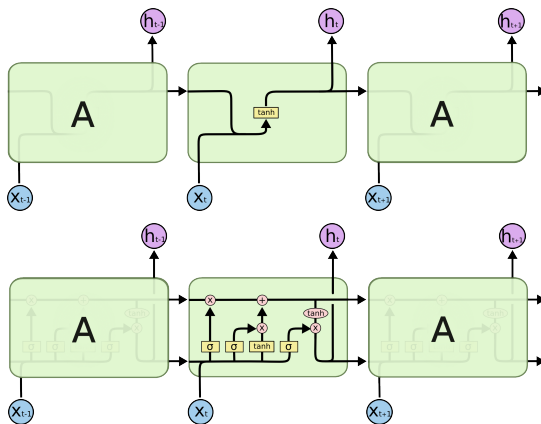 ht-1 ht ht+1
A tanh A
xt-1 xt xt+1
ht-1 ht ht+1
x + tanh
tanh x x
A σ σ tanh σ A
σ σ σ
xt-1 xt xt+1